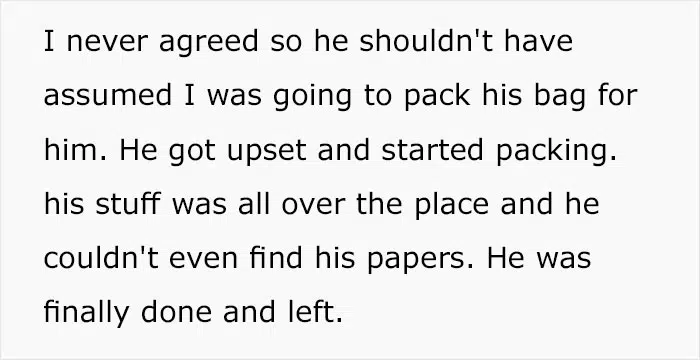 I never agreed so he shouldn't have
assumed I was going to pack his bag for
him. He got upset and started packing.
his stuff was all over the place and he
couldn't even find his papers. He was
finally done and left.